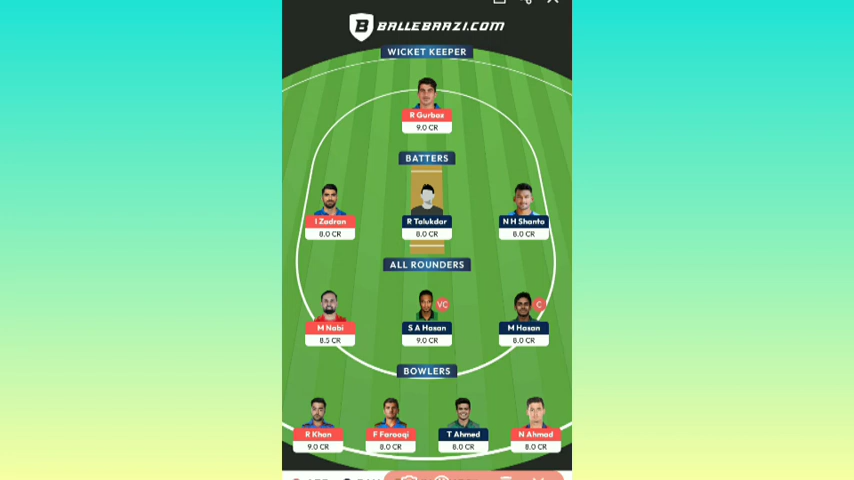 BALLEBAAZI.COM
WICKET KEEPER
R Gurbaz
9.0 CR
BATTERS
I Zadran
R Talukdar
N H Shanto
8.0 CR
8.0 CR
8.0 CR
ALL ROUNDERS
VC
C
M Nabi
S A Hasan
M Hasan
8.5 CR
9.0 CR
8.0 CR
BOWLERS
R Khan
F Farooqi
T Ahmed
N Ahmad
9.0 CR
8.0 CR
8.0 CR
8.0 CR